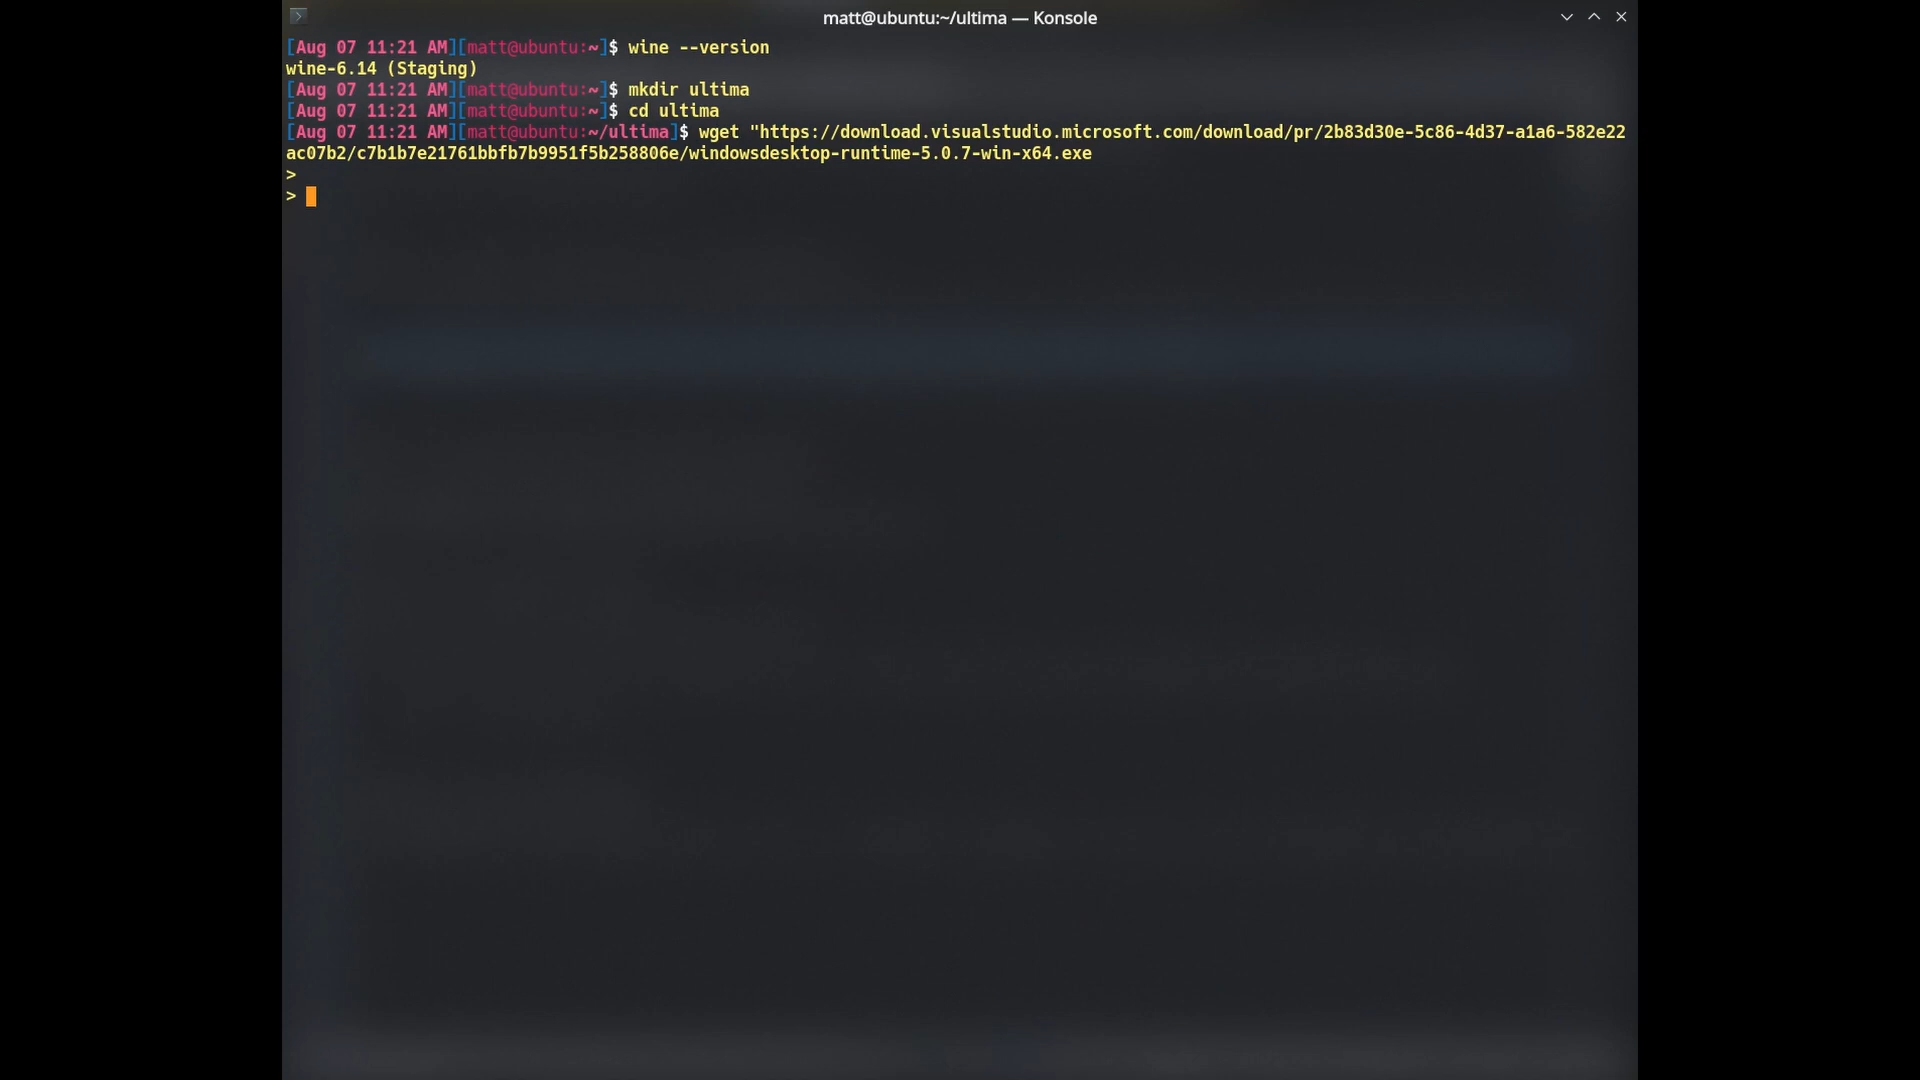 matt@ubuntu:~/ultima — Konsole
[Aug 07 11:21 AM][matt@ubuntu:~]$ wine --version
wine-6.14 (Staging)
[Aug 07 11:21 AM][matt@ubuntu:~]$ mkdir ultima
[Aug 07 11:21 AM][matt@ubuntu:~]$ cd ultima
[Aug 07 11:21 AM][matt@ubuntu:~/ultima]$ wget "https://download.visualstudio.microsoft.com/download/pr/2b83d30e-5c86-4d37-a1a6-582e22
ac07b2/c7b1b7e21761bbfb7b9951f5b258806e/windowsdesktop-runtime-5.0.7-win-x64.exe
>
>